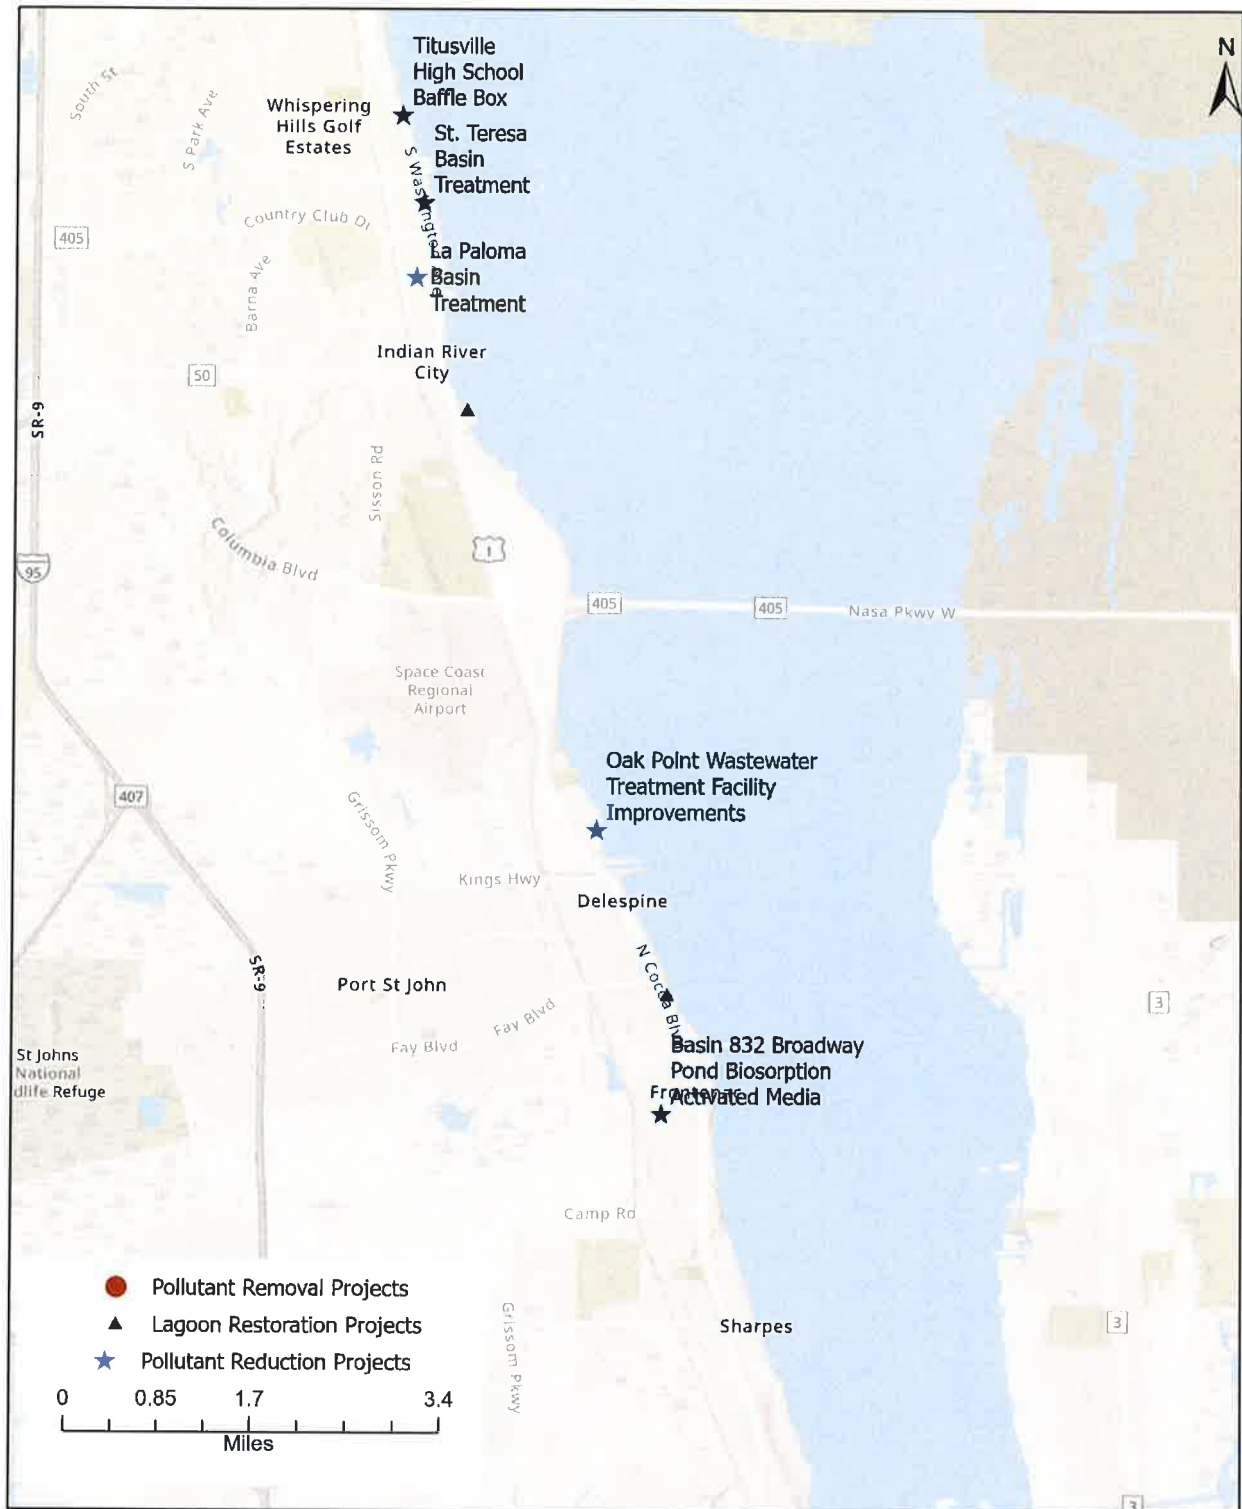 N
Titusville
High School
Baffle Box
South St
S Park Ave
Whispering
Hills Golf
Estates
St. Teresa
Basin
Treatment
Country Club Dr
405
Barna Ave
La Paloma
Basin
Treatment
Indian River
City
50
SR-9
Sisson Rd
Columbia Blvd
1
95
405
405
Nasa Pkwy W
Space Coast
Regional
Airport
Oak Point Wastewater
Treatment Facility
Improvements
407
Grissom Pkwy
Kings Hwy
Delespine
SR-9
Port St John
N Cocoa Blvd
Fay Blvd
Fay Blvd
3
Basin 832 Broadway
Pond Biosorption
Activated Media
St Johns
National
dlife Refuge
Camp Rd
Pollutant Removal Projects
Lagoon Restoration Projects
Pollutant Reduction Projects
Grissom Pkwy
Sharpes
3
0 0.85 1.7 3.4
Miles
3